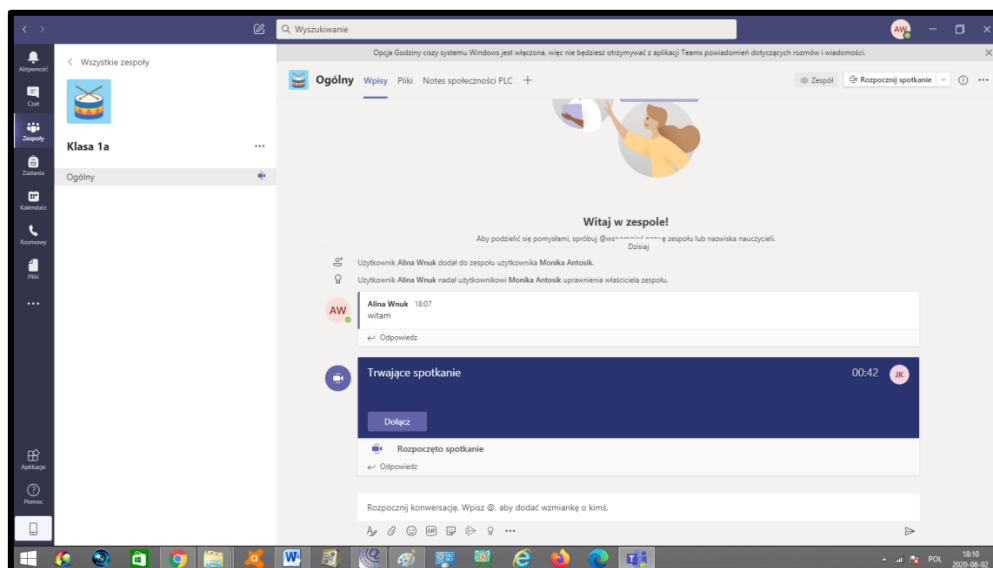 Wyszukiwanie
AW
Opcja Godziny ciszy systemu Windows jest włączona, więc nie będziesz otrzymywać z aplikacji Teams powiadomień dotyczących rozmów i wiadomości.
Aktywność
Czat
Zespoły
Zadania
Kalendarz
Rozmowy
Pliki
Aplikacje
Pomoc
Wszystkie zespoły
Klasa 1a
Ogólny
Ogólny Wpisy Pliki Notes społeczności PLC
Zespół Rozpocznij spotkanie
Witaj w zespole!
Aby podzielić się pomysłami, spróbuj @wspomnieć nazwę zespołu lub nazwiska nauczycieli.
Dzisiaj
Użytkownik Alina Wnuk dodał do zespołu użytkownika Monika Antosik.
Użytkownik Alina Wnuk nadał użytkownikowi Monika Antosik uprawnienia właściciela zespołu.
AW
Alina Wnuk 18:07
witam
Odpowiedz
Trwające spotkanie 00:42 JK
Dołącz
Rozpoczęto spotkanie
Odpowiedz
Rozpocznij konwersację. Wpisz @. aby dodać wzmiankę o kimś.
GIF
POL
18:10
2020-08-02